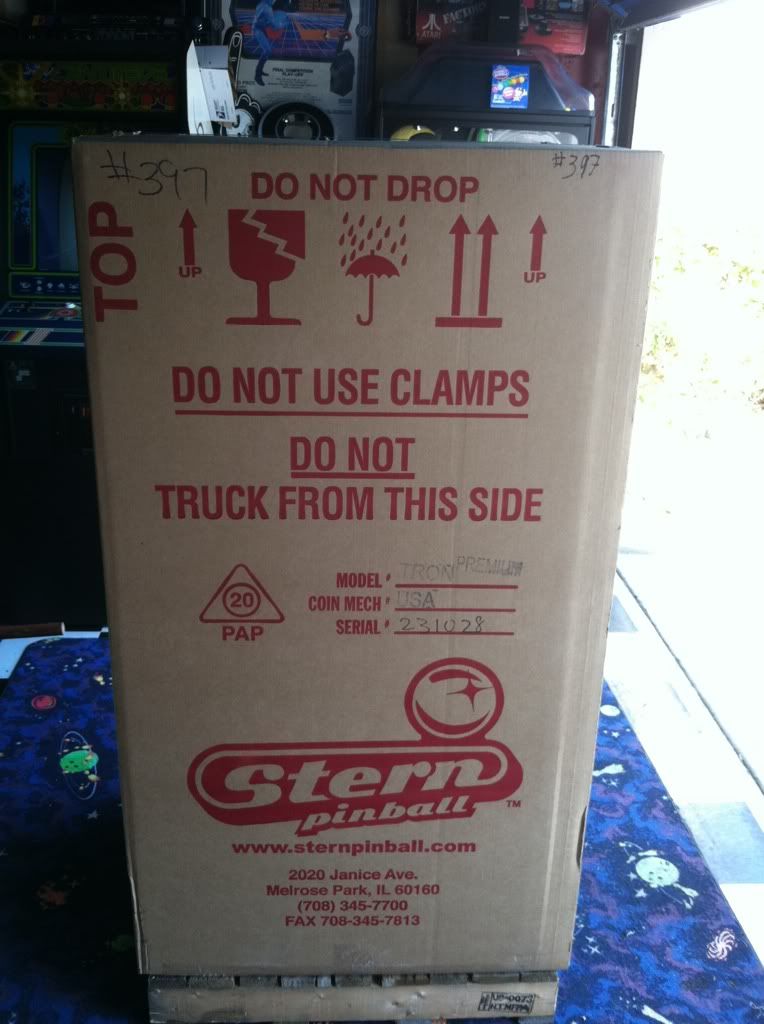 ATARI
#397
#397
DO NOT DROP
TOP
UP
UP
DO NOT USE CLAMPS
DO NOT
TRUCK FROM THIS SIDE
20
PAP
MODEL # TRON PREMIUM
COIN MECH # USA
SERIAL # 231028
Stern
pinball ™
www.sternpinball.com
2020 Janice Ave.
Melrose Park, IL 60160
(708) 345-7700
FAX 708-345-7813